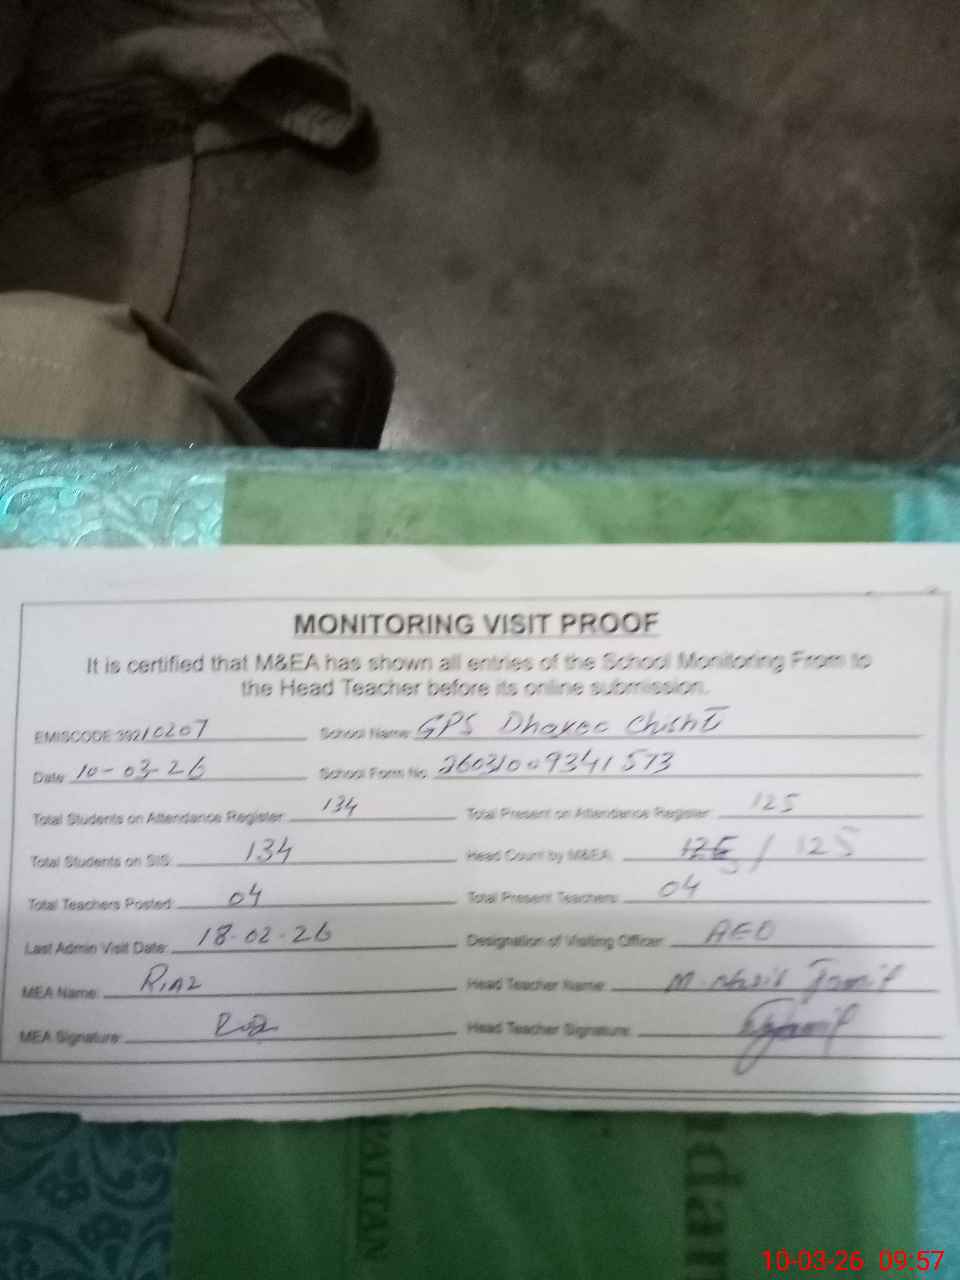 MONITORING VISIT PROOF
It is certified that M&EA has shown all entries of the School Monitoring From to
the Head Teacher before its online submission.
EMISCODE 39210207 School Name GPS Dhareo Chishti
Date 10-03-26 School Form No 26031009341573
Total Students on Attendance Register: 134 Total Present on Attendance Register: 125
Total Students on SIS: 134 Head Count by M&EA: / 125
Total Teachers Posted: 04 Total Present Teachers: 04
Last Admin Visit Date: 18-02-26 Designation of Visiting Officer: AEO
MEA Name: Riaz Head Teacher Name: M. Jamil
MEA Signature: Head Teacher Signature:
ATTAN
ndan
10-03-26 09:57